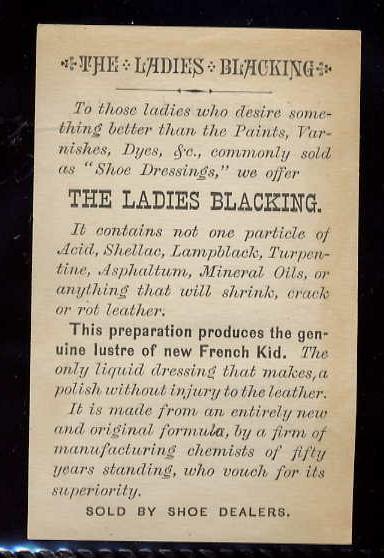 THE LADIES BLACKING
To those ladies who desire some-
thing better than the Paints, Var-
nishes, Dyes, &c., commonly sold
as "Shoe Dressings," we offer
THE LADIES BLACKING.
It contains not one particle of
Acid, Shellac, Lampblack, Turpen-
tine, Asphaltum, Mineral Oils, or
anything that will shrink, crack
or rot leather.
This preparation produces the gen-
uine lustre of new French Kid. The
only liquid dressing that makes, a
polish without injury to the leather.
It is made from an entirely new
and original formula, by a firm of
manufacturing chemists of fifty
years standing, who vouch for its
superiority.
SOLD BY SHOE DEALERS.